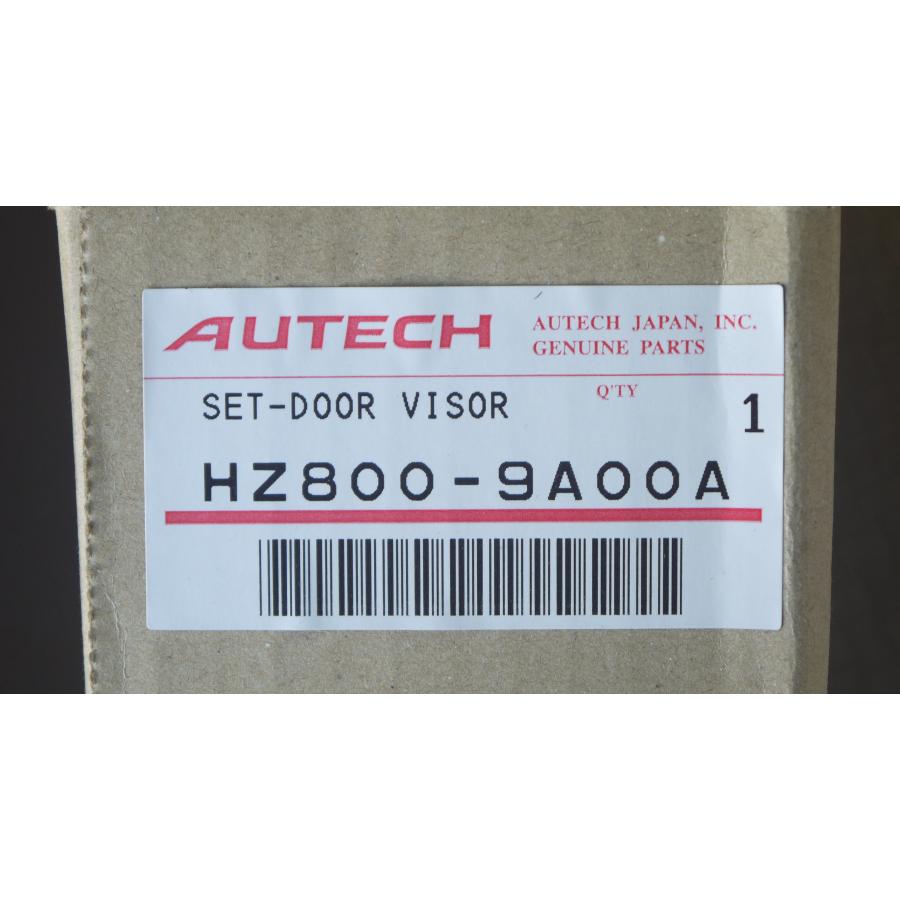 AUTECH
AUTECH JAPAN, INC.
GENUINE PARTS
SET-DOOR VISOR
Q'TY
1
HZ800-9A00A